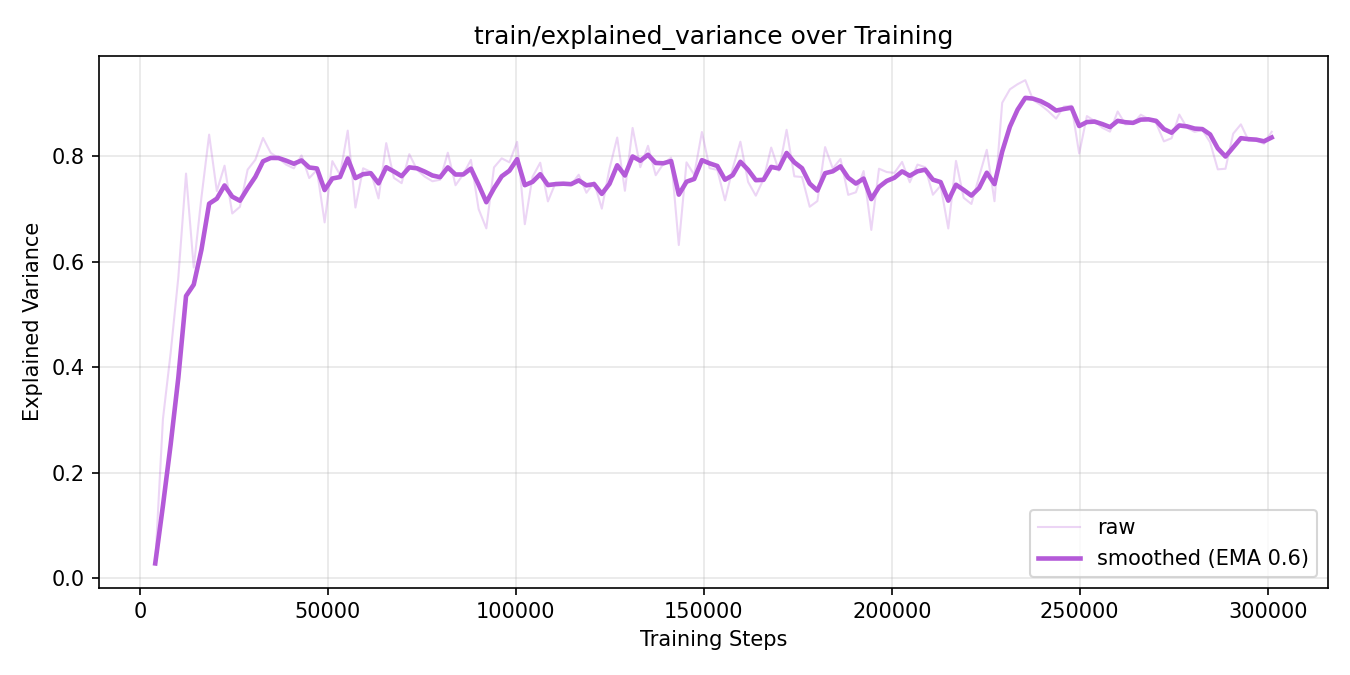 train/explained_variance over Training
Explained Variance
0.8
0.6
0.4
0.2
0.0
raw
smoothed (EMA 0.6)
0 50000 100000 150000 200000 250000 300000
Training Steps